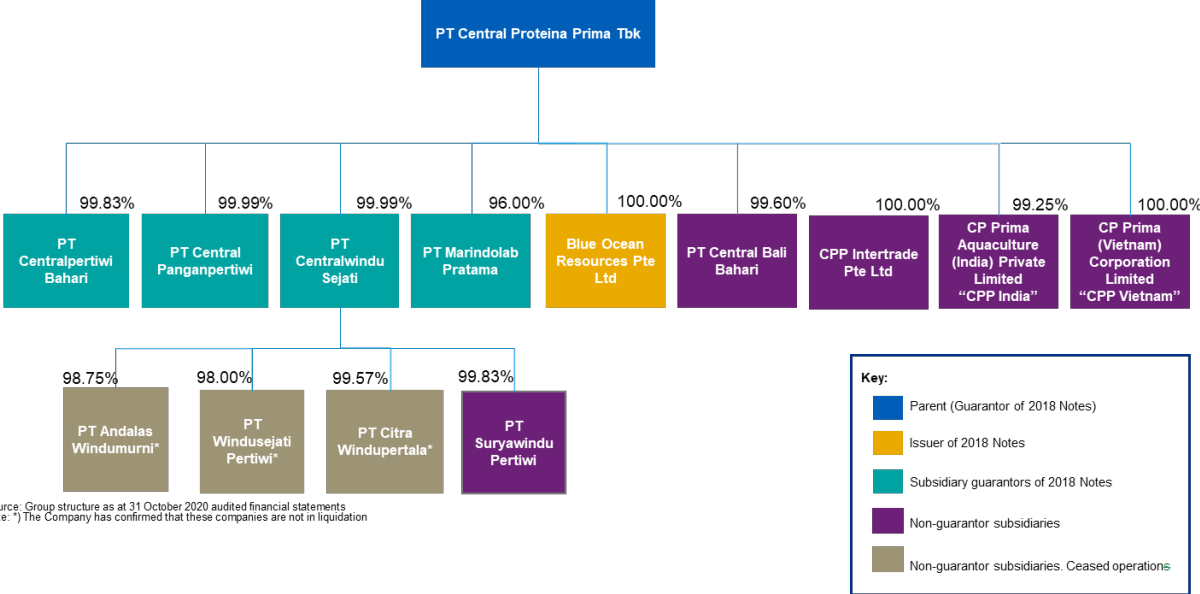 PT Central Proteina Prima Tbk
99.83%
99.99%
99.99%
96.00%
100.00%
99.60%
100.00%
99.25%
100.00%
PT
Centralpertiwi
Bahari
PT Central
Panganpertiwi
PT
Centralwindu
Sejati
PT Marindolab
Pratama
Blue Ocean
Resources Pte
Ltd
PT Central Bali
Bahari
CPP Intertrade
Pte Ltd
CP Prima
Aquaculture
(India) Private
Limited
“CPP India”
CP Prima
(Vietnam)
Corporation
Limited
“CPP Vietnam”
98.75%
98.00%
99.57%
99.83%
PT Andalas
Windumurni*
PT
Windusejati
Pertiwi*
PT Citra
Windupertala*
PT
Suryawindu
Pertiwi
Key:
Parent (Guarantor of 2018 Notes)
Issuer of 2018 Notes
Subsidiary guarantors of 2018 Notes
Non-guarantor subsidiaries
Non-guarantor subsidiaries. Ceased operations
urce: Group structure as at 31 October 2020 audited financial statements
te: *) The Company has confirmed that these companies are not in liquidation